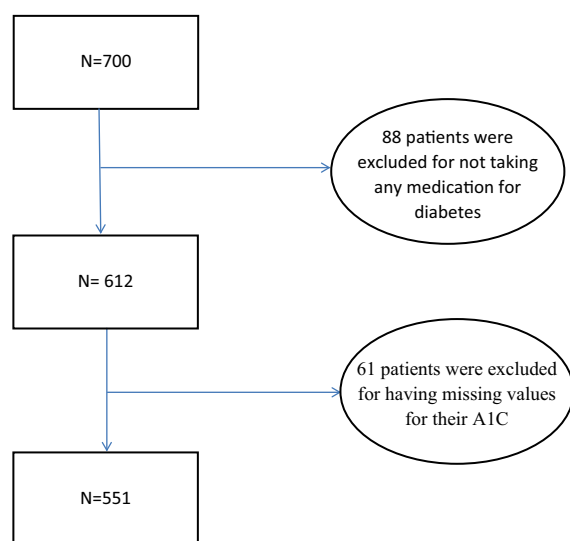 N=700
88 patients were
excluded for not taking
any medication for
diabetes
N= 612
61 patients were excluded
for having missing values
for their A1C
N=551